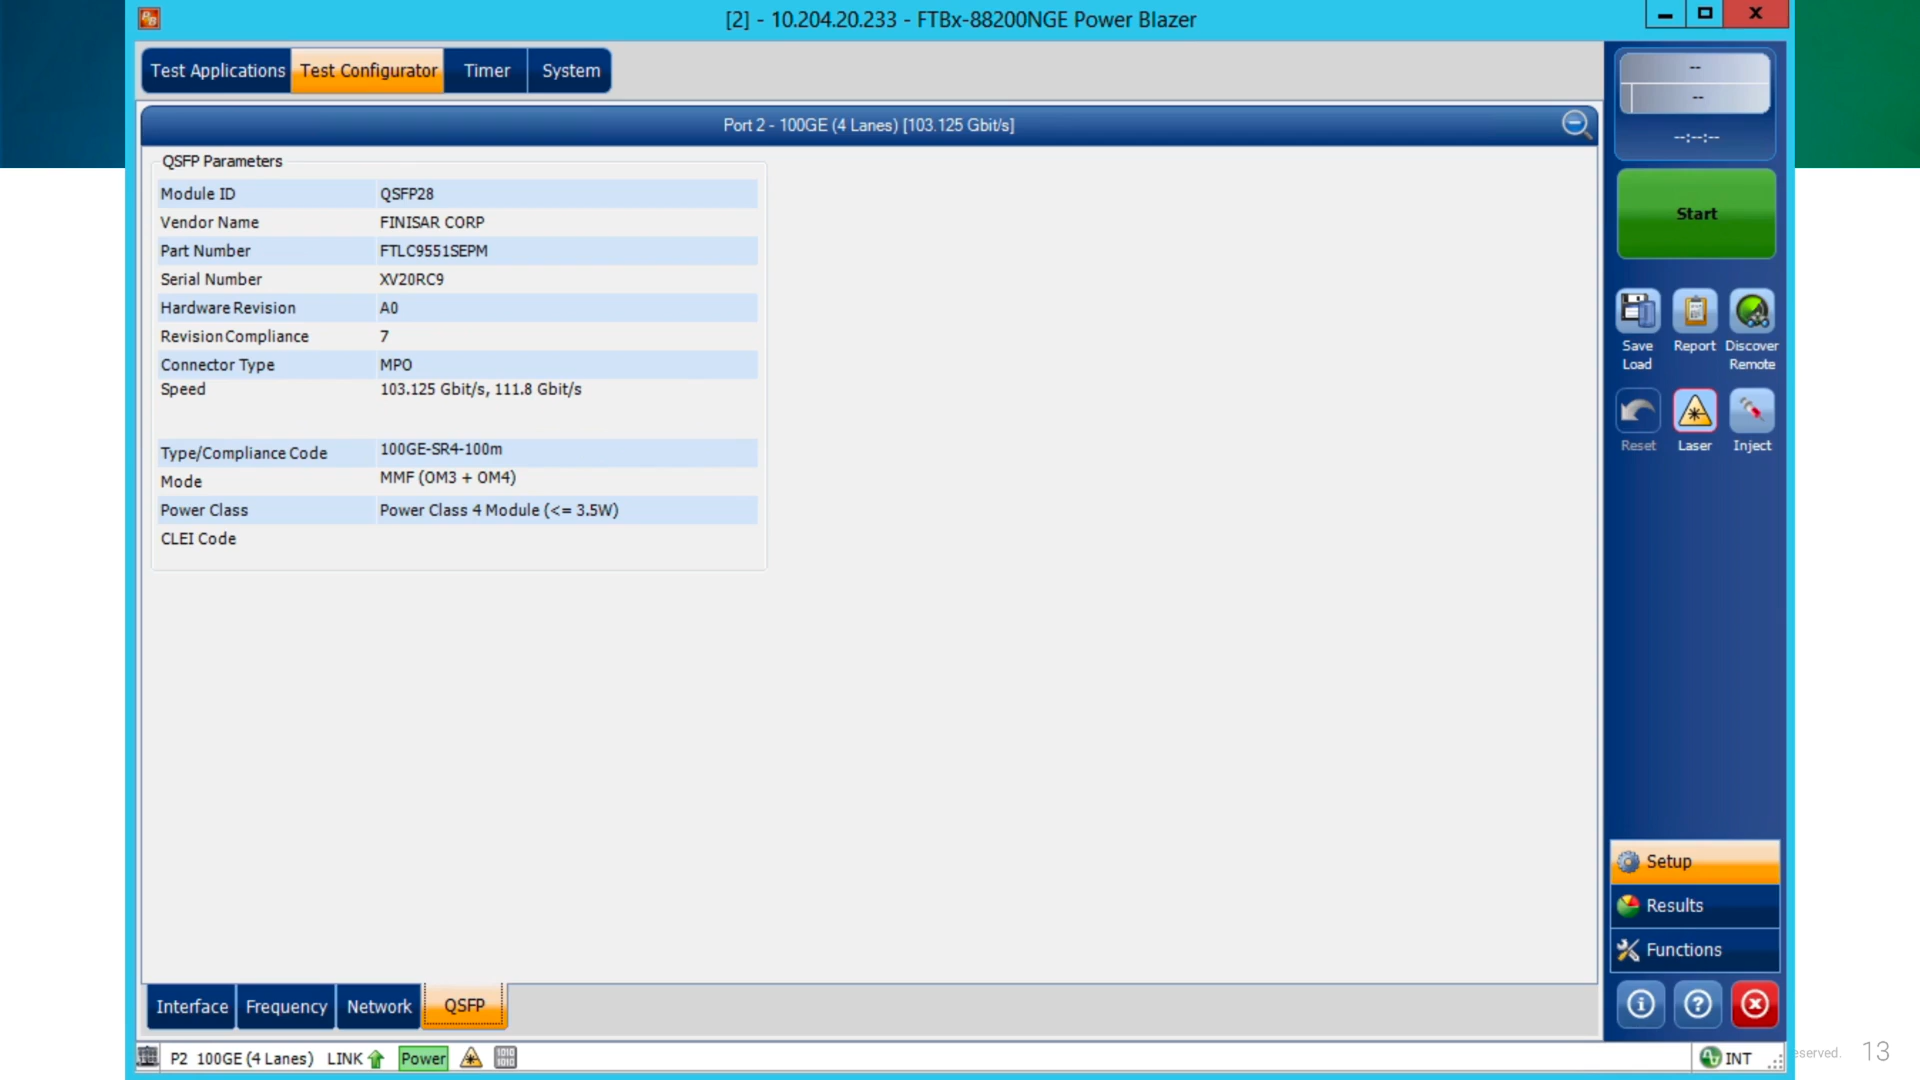 [2] - 10.204.20.233 - FTBx-88200NGE Power Blazer
Test Applications
Test Configurator
Timer
System
Port 2 - 100GE (4 Lanes) [103.125 Gbit/s]
QSFP Parameters
Module ID QSFP28
Vendor Name FINISAR CORP
Part Number FTLC9551SEPM
Serial Number XV20RC9
Hardware Revision A0
Revision Compliance 7
Connector Type MPO
Speed 103.125 Gbit/s, 111.8 Gbit/s
Type/Compliance Code 100GE-SR4-100m
Mode MMF (OM3 + OM4)
Power Class Power Class 4 Module (<= 3.5W)
CLEI Code
--
--
--:--:--
Start
Save Load
Report
Discover Remote
Reset
Laser
Inject
Setup
Results
Functions
Interface
Frequency
Network
QSFP
P2 100GE (4 Lanes) LINK Power
INT
eserved. 13